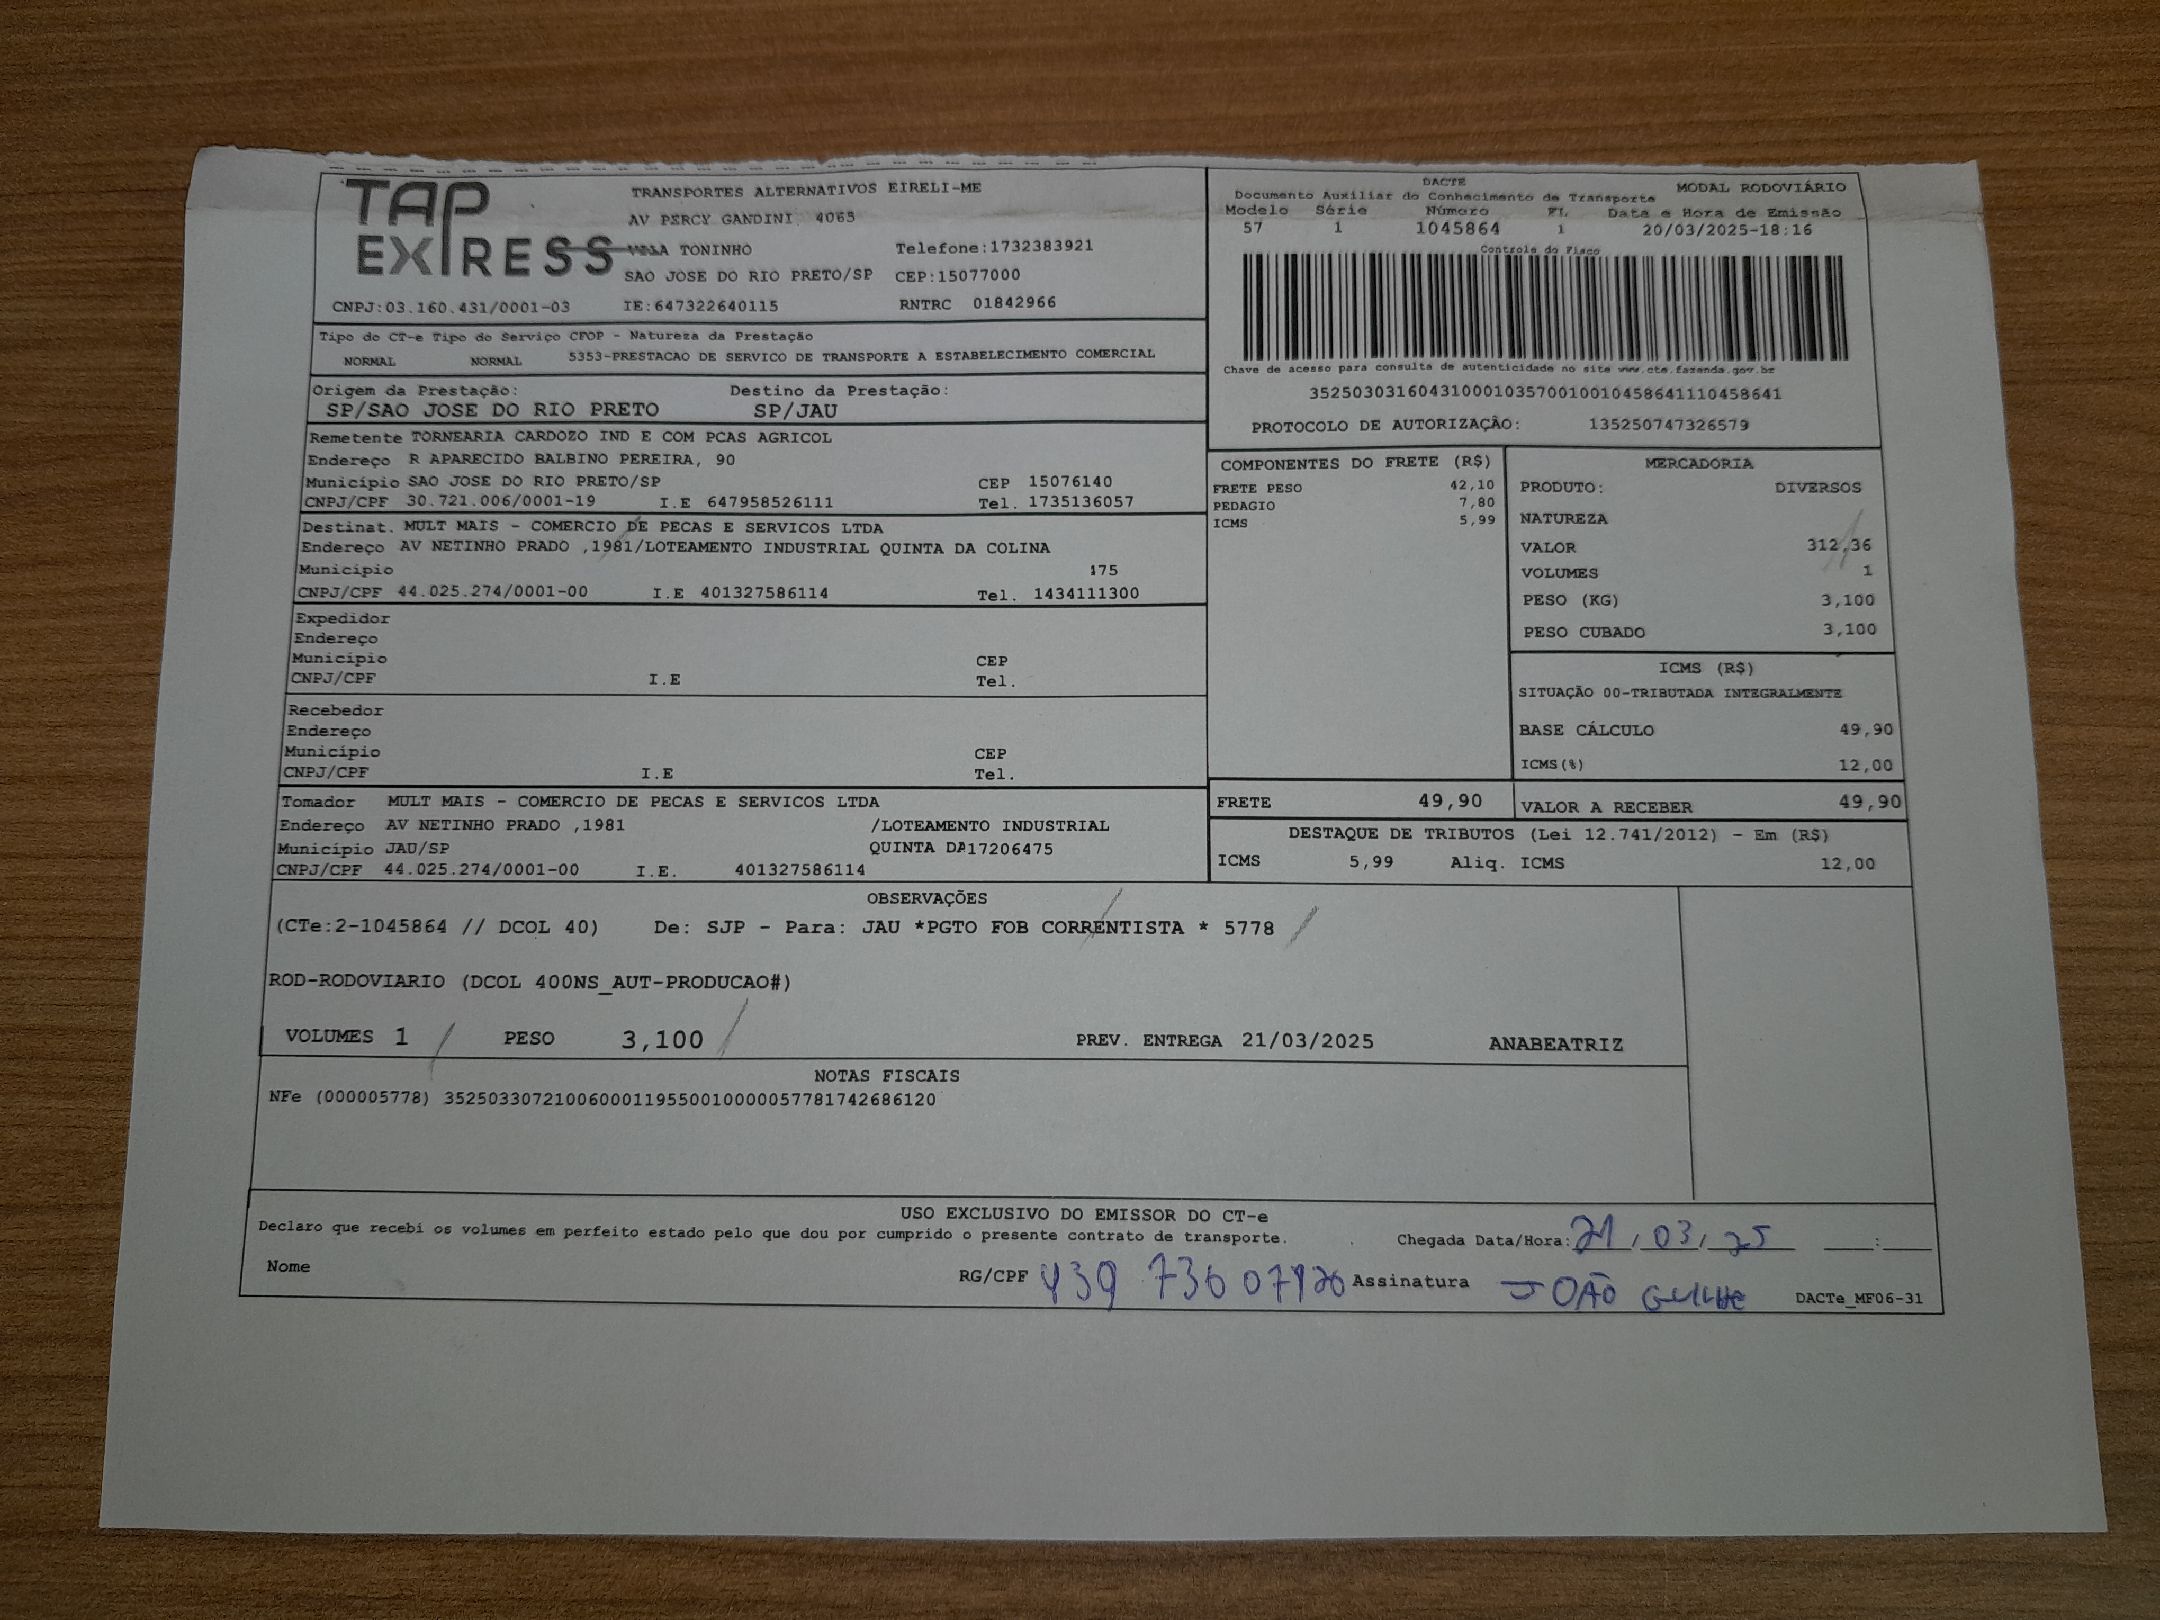 TAP EXPRESS
TRANSPORTES ALTERNATIVOS EIRELI-ME
AV PERCY GANDINI, 4065
VILA TONINHO Telefone:1732383921
SAO JOSE DO RIO PRETO/SP CEP:15077000
CNPJ:03.160.431/0001-03 IE:647322640115 RNTRC 01842966
DACTE MODAL RODOVIÁRIO
Documento Auxiliar do Conhecimento de Transporte
Modelo Série Número FL Data e Hora de Emissão
57 1 1045864 1 20/03/2025-18:16
Controle do Fisco
Chave de acesso para consulta de autenticidade no site www.cte.fazenda.gov.br
35250303160431000103570010010458641110458641
PROTOCOLO DE AUTORIZAÇÃO: 135250747326579
Tipo do CT-e Tipo do Serviço CFOP - Natureza da Prestação
NORMAL NORMAL 5353-PRESTACAO DE SERVICO DE TRANSPORTE A ESTABELECIMENTO COMERCIAL
Origem da Prestação: Destino da Prestação:
SP/SAO JOSE DO RIO PRETO SP/JAU
Remetente TORNEARIA CARDOZO IND E COM PCAS AGRICOL
Endereço R APARECIDO BALBINO PEREIRA, 90
Município SAO JOSE DO RIO PRETO/SP CEP 15076140
CNPJ/CPF 30.721.006/0001-19 I.E 647958526111 Tel. 1735136057
Destinat. MULT MAIS - COMERCIO DE PECAS E SERVICOS LTDA
Endereço AV NETINHO PRADO ,1981/LOTEAMENTO INDUSTRIAL QUINTA DA COLINA
Município 175
CNPJ/CPF 44.025.274/0001-00 I.E 401327586114 Tel. 1434111300
Expedidor
Endereço
Município CEP
CNPJ/CPF I.E Tel.
Recebedor
Endereço
Município CEP
CNPJ/CPF I.E Tel.
Tomador MULT MAIS - COMERCIO DE PECAS E SERVICOS LTDA
Endereço AV NETINHO PRADO ,1981 /LOTEAMENTO INDUSTRIAL
Município JAU/SP QUINTA DA17206475
CNPJ/CPF 44.025.274/0001-00 I.E. 401327586114
COMPONENTES DO FRETE (R$)
FRETE PESO 42,10
PEDAGIO 7,80
ICMS 5,99
MERCADORIA
PRODUTO: DIVERSOS
NATUREZA
VALOR 312,36
VOLUMES 1
PESO (KG) 3,100
PESO CUBADO 3,100
ICMS (R$)
SITUAÇÃO 00-TRIBUTADA INTEGRALMENTE
BASE CÁLCULO 49,90
ICMS(%) 12,00
FRETE 49,90 VALOR A RECEBER 49,90
DESTAQUE DE TRIBUTOS (Lei 12.741/2012) - Em (R$)
ICMS 5,99 Aliq. ICMS 12,00
OBSERVAÇÕES
(CTe:2-1045864 // DCOL 40) De: SJP - Para: JAU *PGTO FOB CORRENTISTA * 5778
ROD-RODOVIARIO (DCOL 400NS_AUT-PRODUCAO#)
VOLUMES 1 PESO 3,100 PREV. ENTREGA 21/03/2025 ANABEATRIZ
NOTAS FISCAIS
NFe (000005778) 35250330721006000119550010000057781742686120
USO EXCLUSIVO DO EMISSOR DO CT-e
Declaro que recebi os volumes em perfeito estado pelo que dou por cumprido o presente contrato de transporte. Chegada Data/Hora: 21/03/25 :
Nome RG/CPF Assinatura JOÃO DACTe_MF06-31